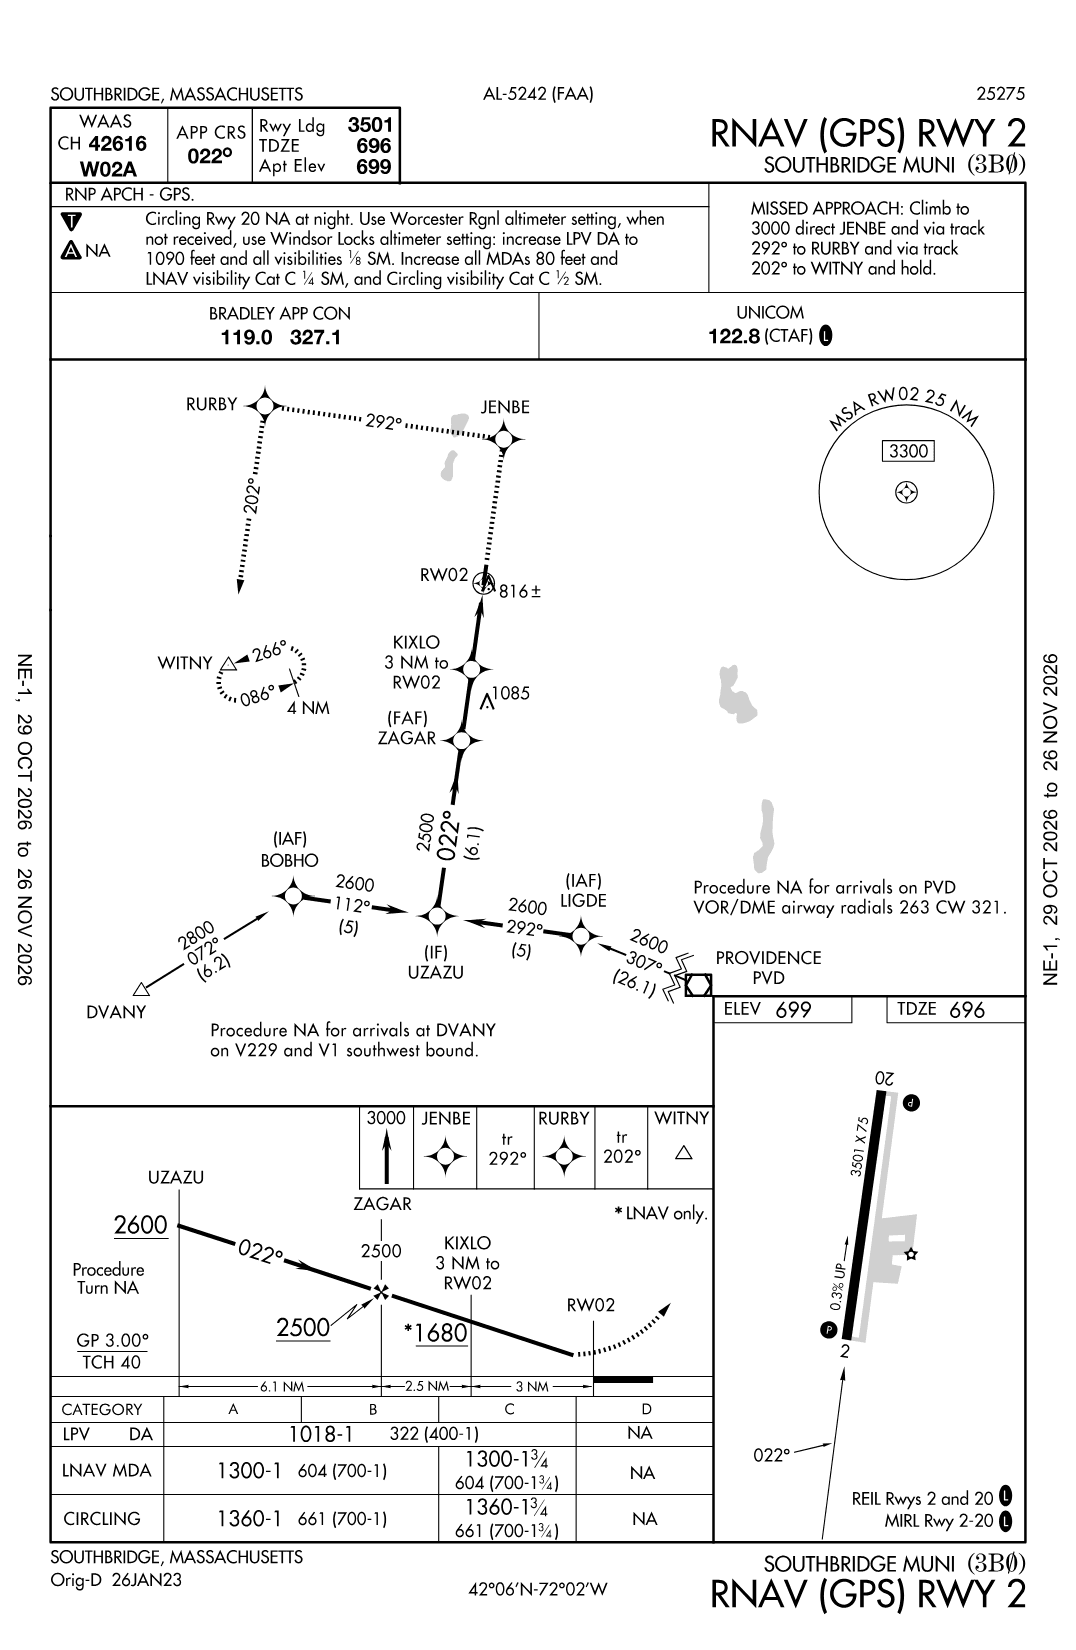 SOUTHBRIDGE, MASSACHUSETTS
AL-5242 (FAA)
25275
WAAS
CH 42616
W02A
APP CRS
022°
Rwy Ldg 3501
TDZE 696
Apt Elev 699
RNAV (GPS) RWY 2
SOUTHBRIDGE MUNI (3B0)
RNP APCH - GPS.
T
A NA
Circling Rwy 20 NA at night. Use Worcester Rgnl altimeter setting, when
not received, use Windsor Locks altimeter setting: increase LPV DA to
1090 feet and all visibilities ⅛ SM. Increase all MDAs 80 feet and
LNAV visibility Cat C ¼ SM, and Circling visibility Cat C ½ SM.
MISSED APPROACH: Climb to
3000 direct JENBE and via track
292° to RURBY and via track
202° to WITNY and hold.
BRADLEY APP CON
119.0 327.1
UNICOM
122.8 (CTAF) L
RURBY
292°
JENBE
202°
MSA RW02 25 NM
3300
RW02
816±
KIXLO
3 NM to
RW02
1085
WITNY
266°
086°
4 NM
(FAF)
ZAGAR
2500
022°
(6.1)
(IAF)
BOBHO
2600
112°
(5)
(IAF)
LIGDE
2600
292°
(5)
(IF)
UZAZU
2800
072°
(6.2)
DVANY
2600
307°
(26.1)
PROVIDENCE
PVD
Procedure NA for arrivals on PVD
VOR/DME airway radials 263 CW 321.
Procedure NA for arrivals at DVANY
on V229 and V1 southwest bound.
NE-1, 29 OCT 2026 to 26 NOV 2026
NE-1, 29 OCT 2026 to 26 NOV 2026
ELEV 699
TDZE 696
20
P
3501 X 75
0.3% UP
P
2
022°
REIL Rwys 2 and 20 L
MIRL Rwy 2-20 L
3000
JENBE
tr
292°
RURBY
tr
202°
WITNY
UZAZU
2600
022°
Procedure
Turn NA
GP 3.00°
TCH 40
ZAGAR
2500
2500
KIXLO
3 NM to
RW02
*1680
RW02
*LNAV only.
6.1 NM
2.5 NM
3 NM
CATEGORY A B C D
LPV DA 1018-1 322 (400-1) NA
LNAV MDA 1300-1 604 (700-1) 1300-1¾ 604 (700-1¾) NA
CIRCLING 1360-1 661 (700-1) 1360-1¾ 661 (700-1¾) NA
SOUTHBRIDGE, MASSACHUSETTS
Orig-D 26JAN23
42°06'N-72°02'W
SOUTHBRIDGE MUNI (3B0)
RNAV (GPS) RWY 2